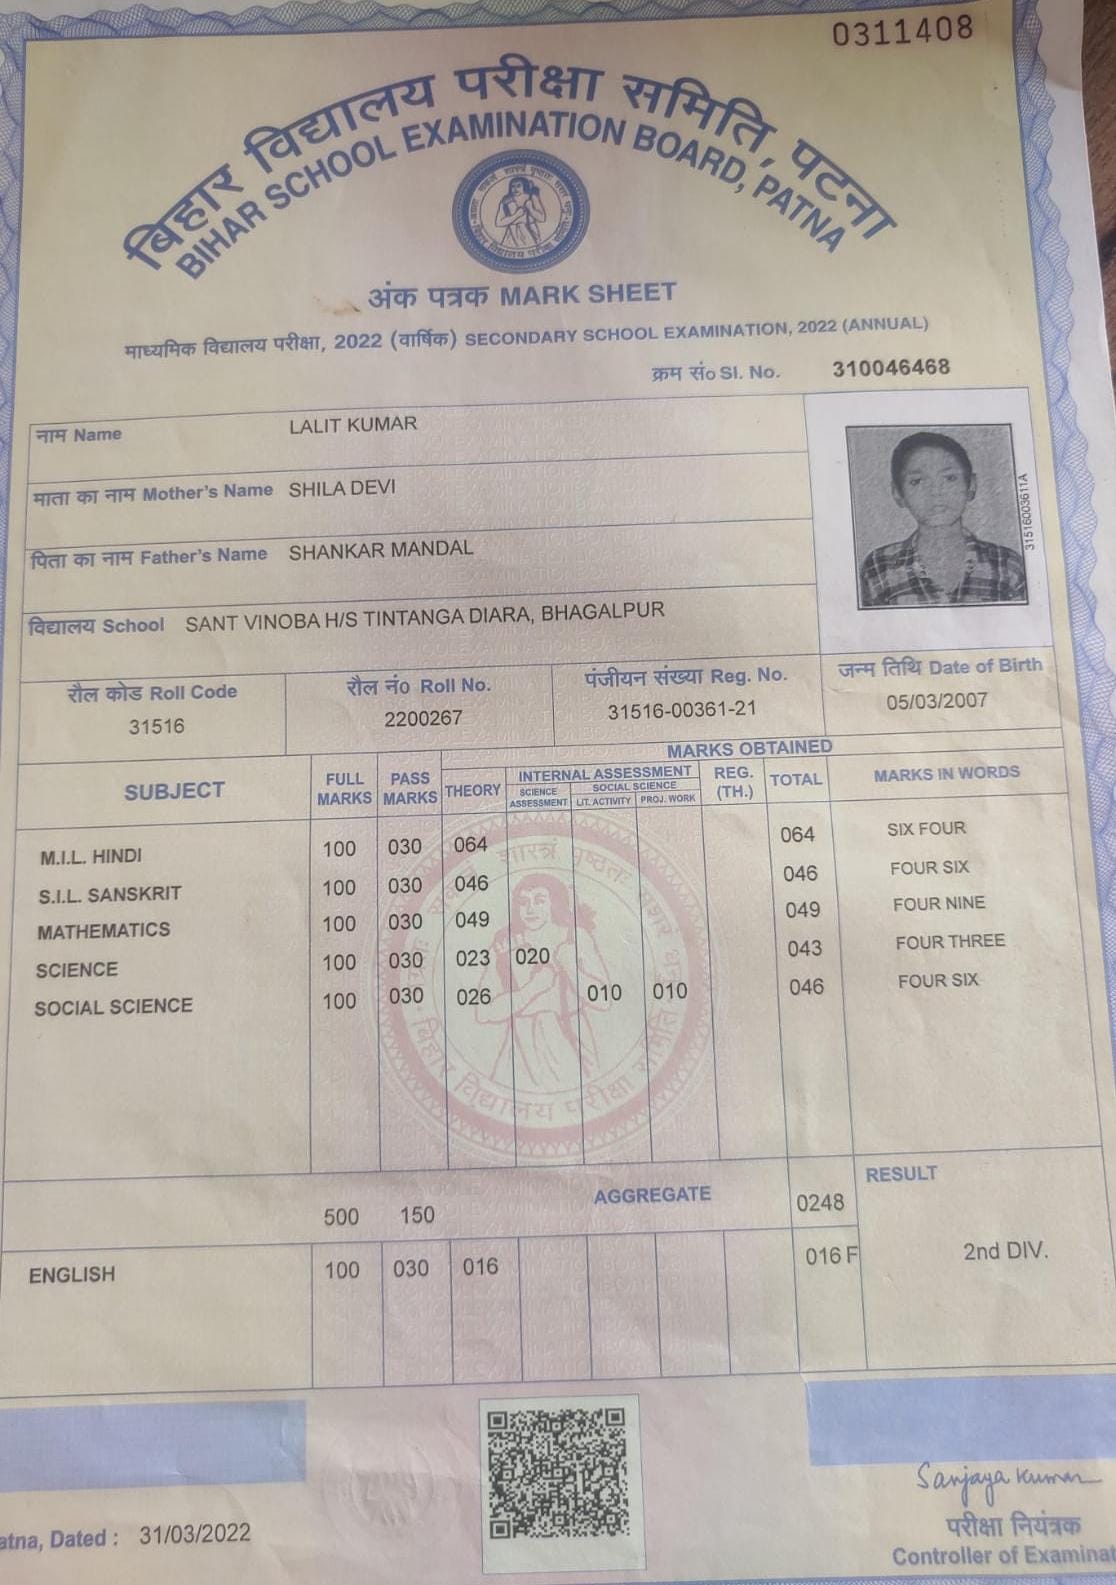 0311408
बिहार विद्यालय परीक्षा समिति, पटना
BIHAR SCHOOL EXAMINATION BOARD, PATNA
अंक पत्रक MARK SHEET
माध्यमिक विद्यालय परीक्षा, 2022 (वार्षिक) SECONDARY SCHOOL EXAMINATION, 2022 (ANNUAL)
क्रम सं० Sl. No. 310046468
नाम Name LALIT KUMAR
माता का नाम Mother's Name SHILA DEVI
पिता का नाम Father's Name SHANKAR MANDAL
31516003611A
विद्यालय School SANT VINOBA H/S TINTANGA DIARA, BHAGALPUR
रौल कोड Roll Code रौल नं० Roll No. पंजीयन संख्या Reg. No. जन्म तिथि Date of Birth
31516 2200267 31516-00361-21 05/03/2007
MARKS OBTAINED
SUBJECT FULL MARKS PASS MARKS THEORY INTERNAL ASSESSMENT REG. (TH.) TOTAL MARKS IN WORDS
SCIENCE ASSESSMENT SOCIAL SCIENCE
LIT. ACTIVITY PROJ. WORK
M.I.L. HINDI 100 030 064 064 SIX FOUR
S.I.L. SANSKRIT 100 030 046 046 FOUR SIX
MATHEMATICS 100 030 049 049 FOUR NINE
SCIENCE 100 030 023 020 043 FOUR THREE
SOCIAL SCIENCE 100 030 026 010 010 046 FOUR SIX
बिहार विद्यालय परीक्षा समिति
500 150 AGGREGATE 0248 RESULT
ENGLISH 100 030 016 016 F 2nd DIV.
Sanjaya Kumar
atna, Dated : 31/03/2022
परीक्षा नियंत्रक
Controller of Examinat